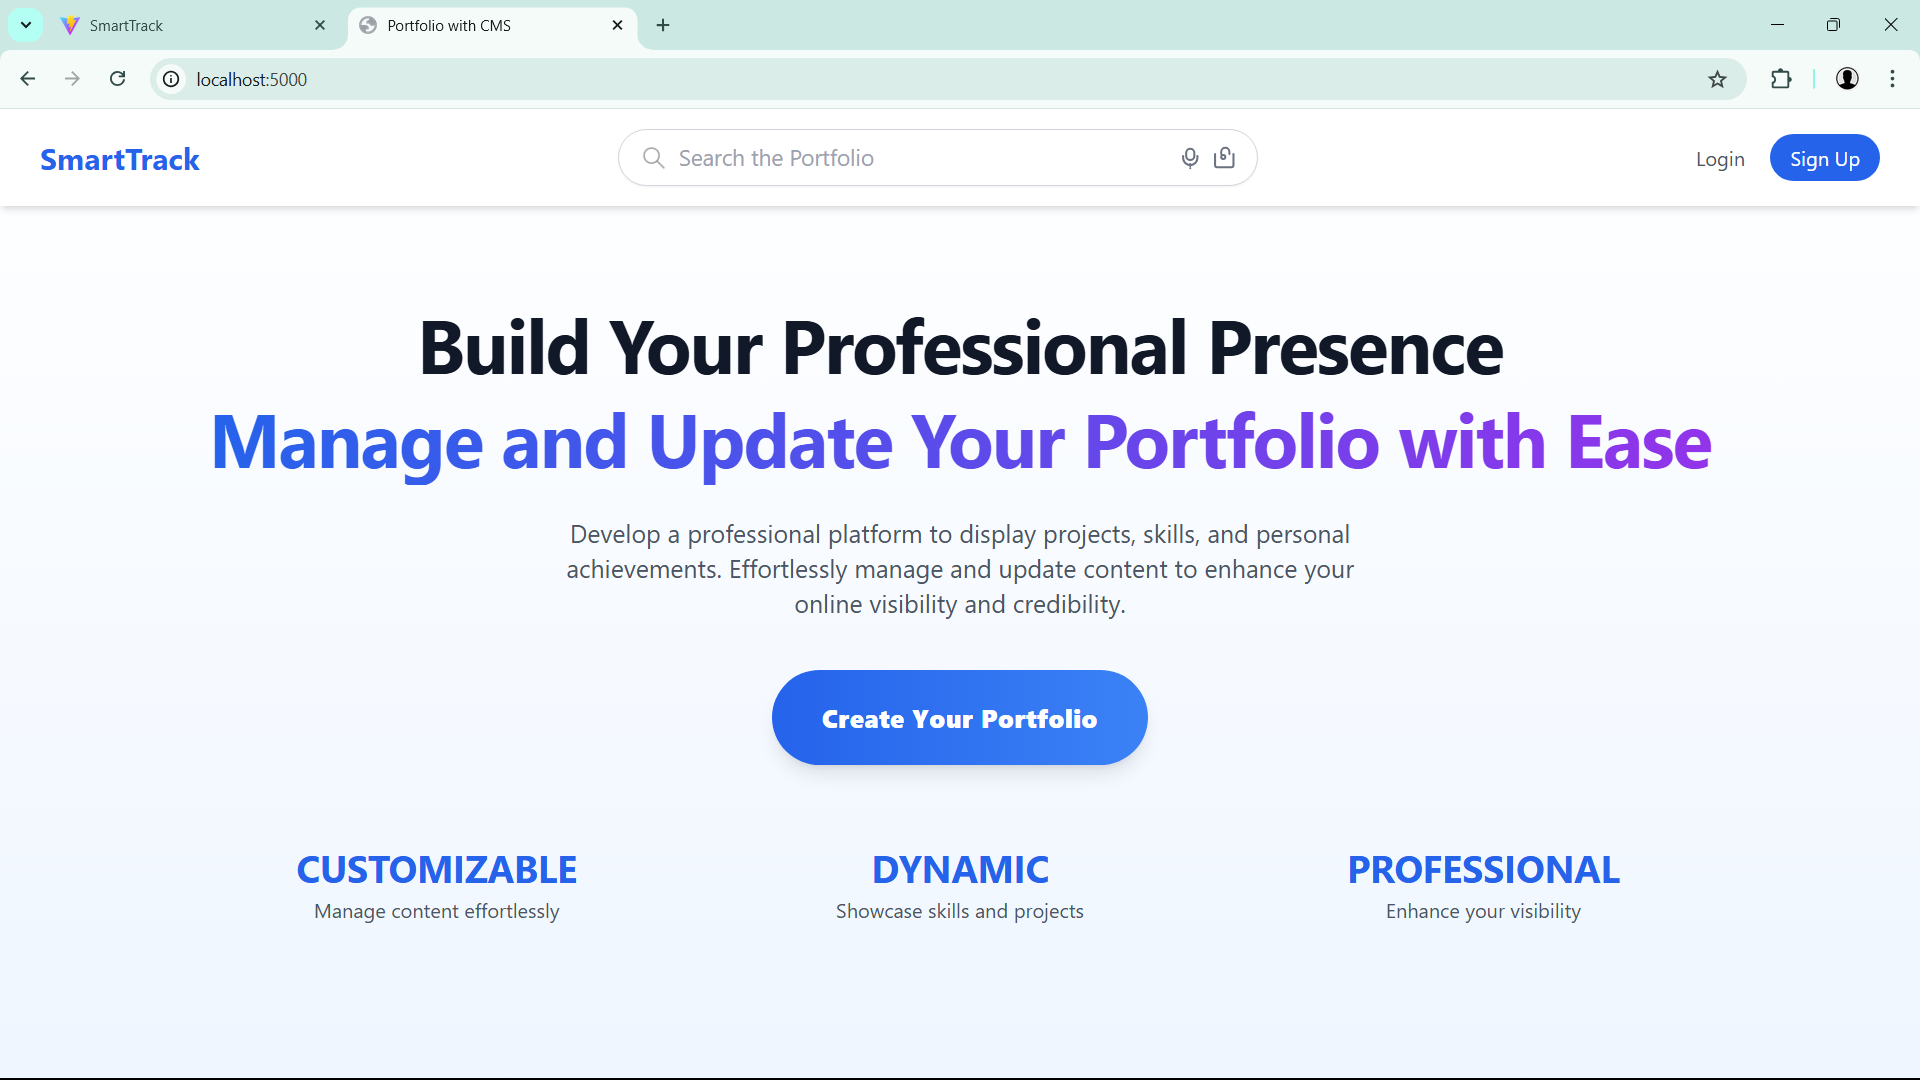 SmartTrack
Portfolio with CMS
localhost:5000
SmartTrack
Search the Portfolio
Login
Sign Up
Build Your Professional Presence
Manage and Update Your Portfolio with Ease
Develop a professional platform to display projects, skills, and personal
achievements. Effortlessly manage and update content to enhance your
online visibility and credibility.
Create Your Portfolio
CUSTOMIZABLE
Manage content effortlessly
DYNAMIC
Showcase skills and projects
PROFESSIONAL
Enhance your visibility